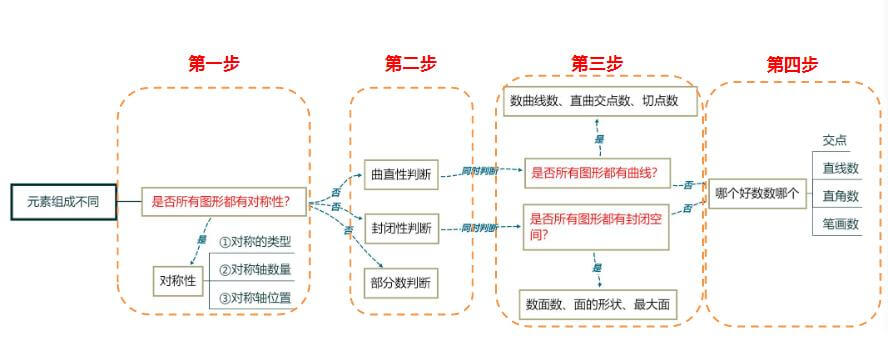 第一步
第二步
第三步
第四步
元素组成不同
是否所有图形都有对称性?
是
对称性
①对称的类型
②对称轴数量
③对称轴位置
否
否
否
曲直性判断
封闭性判断
部分数判断
同时判断
同时判断
数曲线数、直曲交点数、切点数
是
是否所有图形都有曲线?
是否所有图形都有封闭空
间?
是
数面数、面的形状、最大面
否
否
哪个好数数哪个
交点
直线数
直角数
笔画数